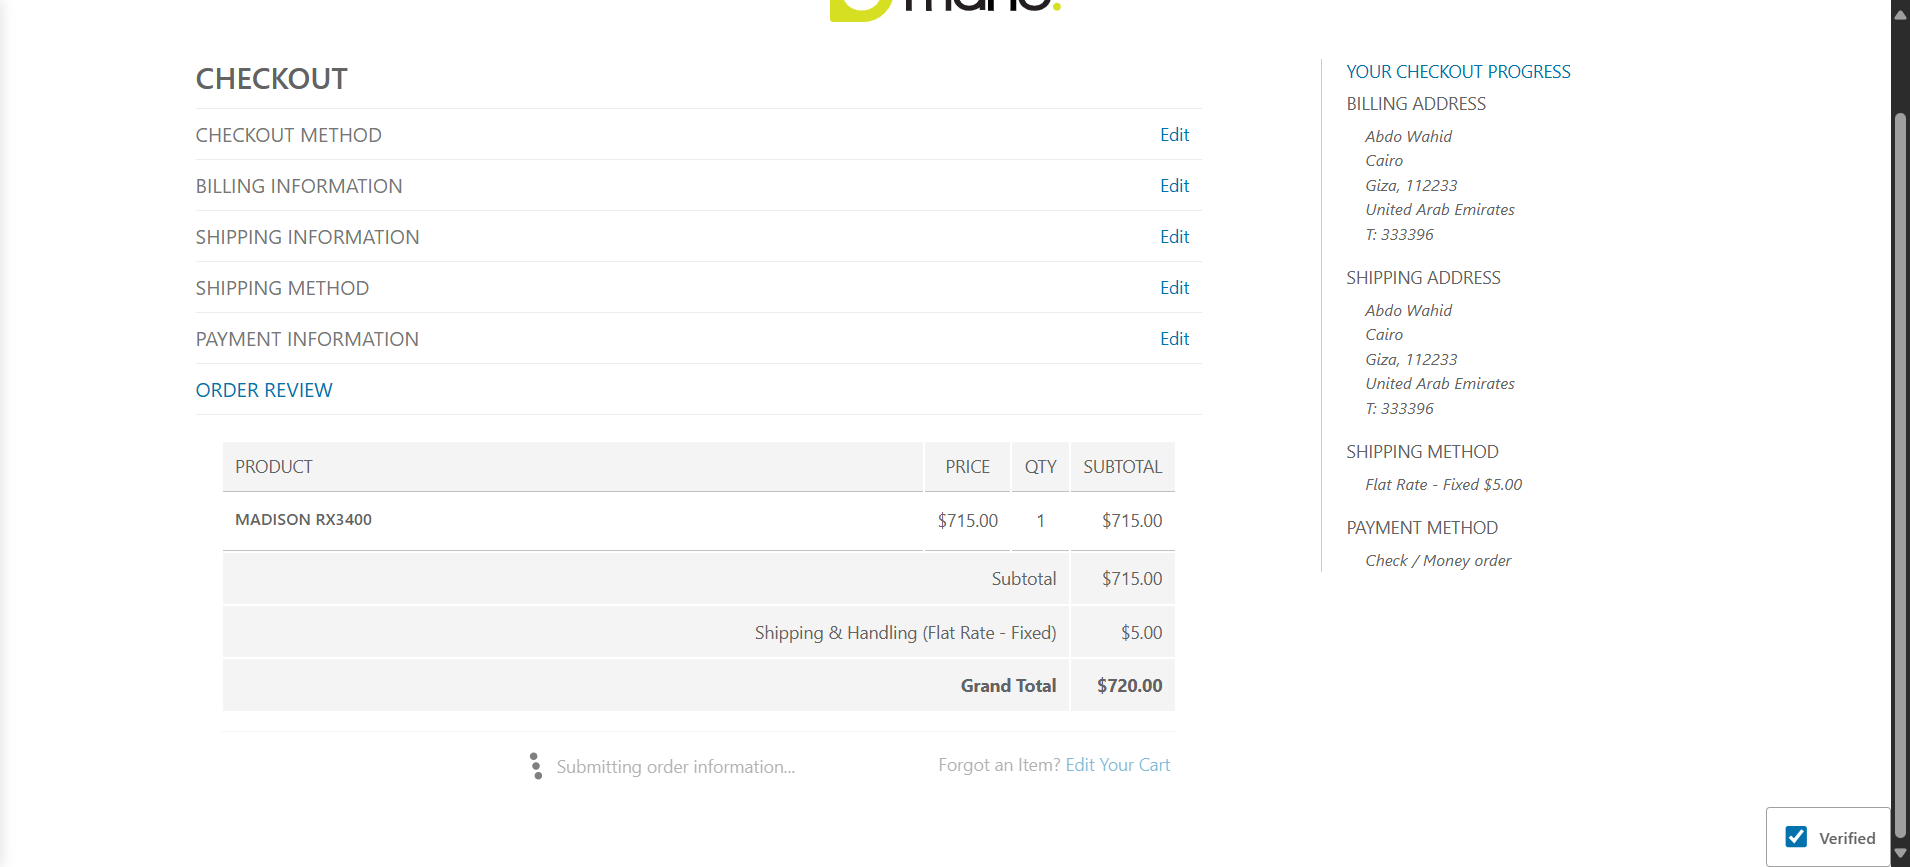 CHECKOUT
CHECKOUT METHOD Edit
BILLING INFORMATION Edit
SHIPPING INFORMATION Edit
SHIPPING METHOD Edit
PAYMENT INFORMATION Edit
ORDER REVIEW
PRODUCT PRICE QTY SUBTOTAL
MADISON RX3400 $715.00 1 $715.00
Subtotal $715.00
Shipping & Handling (Flat Rate - Fixed) $5.00
Grand Total $720.00
Submitting order information... Forgot an Item? Edit Your Cart
YOUR CHECKOUT PROGRESS
BILLING ADDRESS
Abdo Wahid
Cairo
Giza, 112233
United Arab Emirates
T: 333396
SHIPPING ADDRESS
Abdo Wahid
Cairo
Giza, 112233
United Arab Emirates
T: 333396
SHIPPING METHOD
Flat Rate - Fixed $5.00
PAYMENT METHOD
Check / Money order
Verified